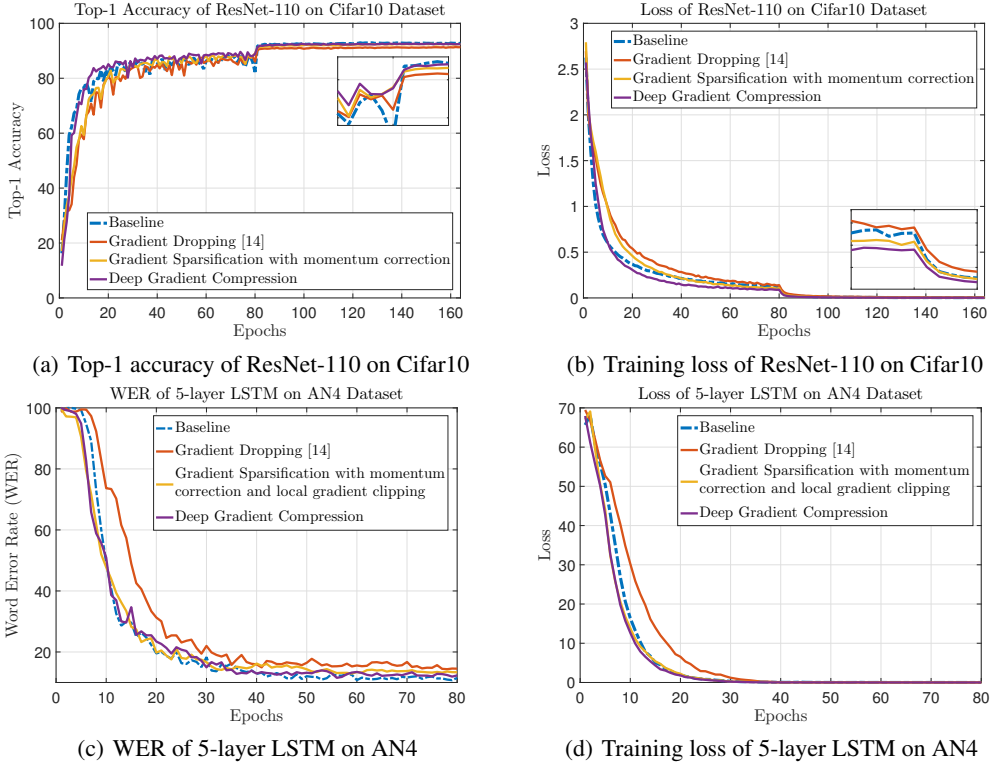 Top-1 Accuracy of ResNet-110 on Cifar10 Dataset
100
80
60
40
20
0
Top-1 Accuracy
Baseline
Gradient Dropping [14]
Gradient Sparsification with momentum correction
Deep Gradient Compression
0 20 40 60 80 100 120 140 160
Epochs
(a) Top-1 accuracy of ResNet-110 on Cifar10
Loss of ResNet-110 on Cifar10 Dataset
3
2.5
2
1.5
1
0.5
0
Loss
Baseline
Gradient Dropping [14]
Gradient Sparsification with momentum correction
Deep Gradient Compression
0 20 40 60 80 100 120 140 160
Epochs
(b) Training loss of ResNet-110 on Cifar10
WER of 5-layer LSTM on AN4 Dataset
100
80
60
40
20
Word Error Rate (WER)
Baseline
Gradient Dropping [14]
Gradient Sparsification with momentum
correction and local gradient clipping
Deep Gradient Compression
0 10 20 30 40 50 60 70 80
Epochs
(c) WER of 5-layer LSTM on AN4
Loss of 5-layer LSTM on AN4 Dataset
70
60
50
40
30
20
10
0
Loss
Baseline
Gradient Dropping [14]
Gradient Sparsification with momentum
correction and local gradient clipping
Deep Gradient Compression
0 10 20 30 40 50 60 70 80
Epochs
(d) Training loss of 5-layer LSTM on AN4